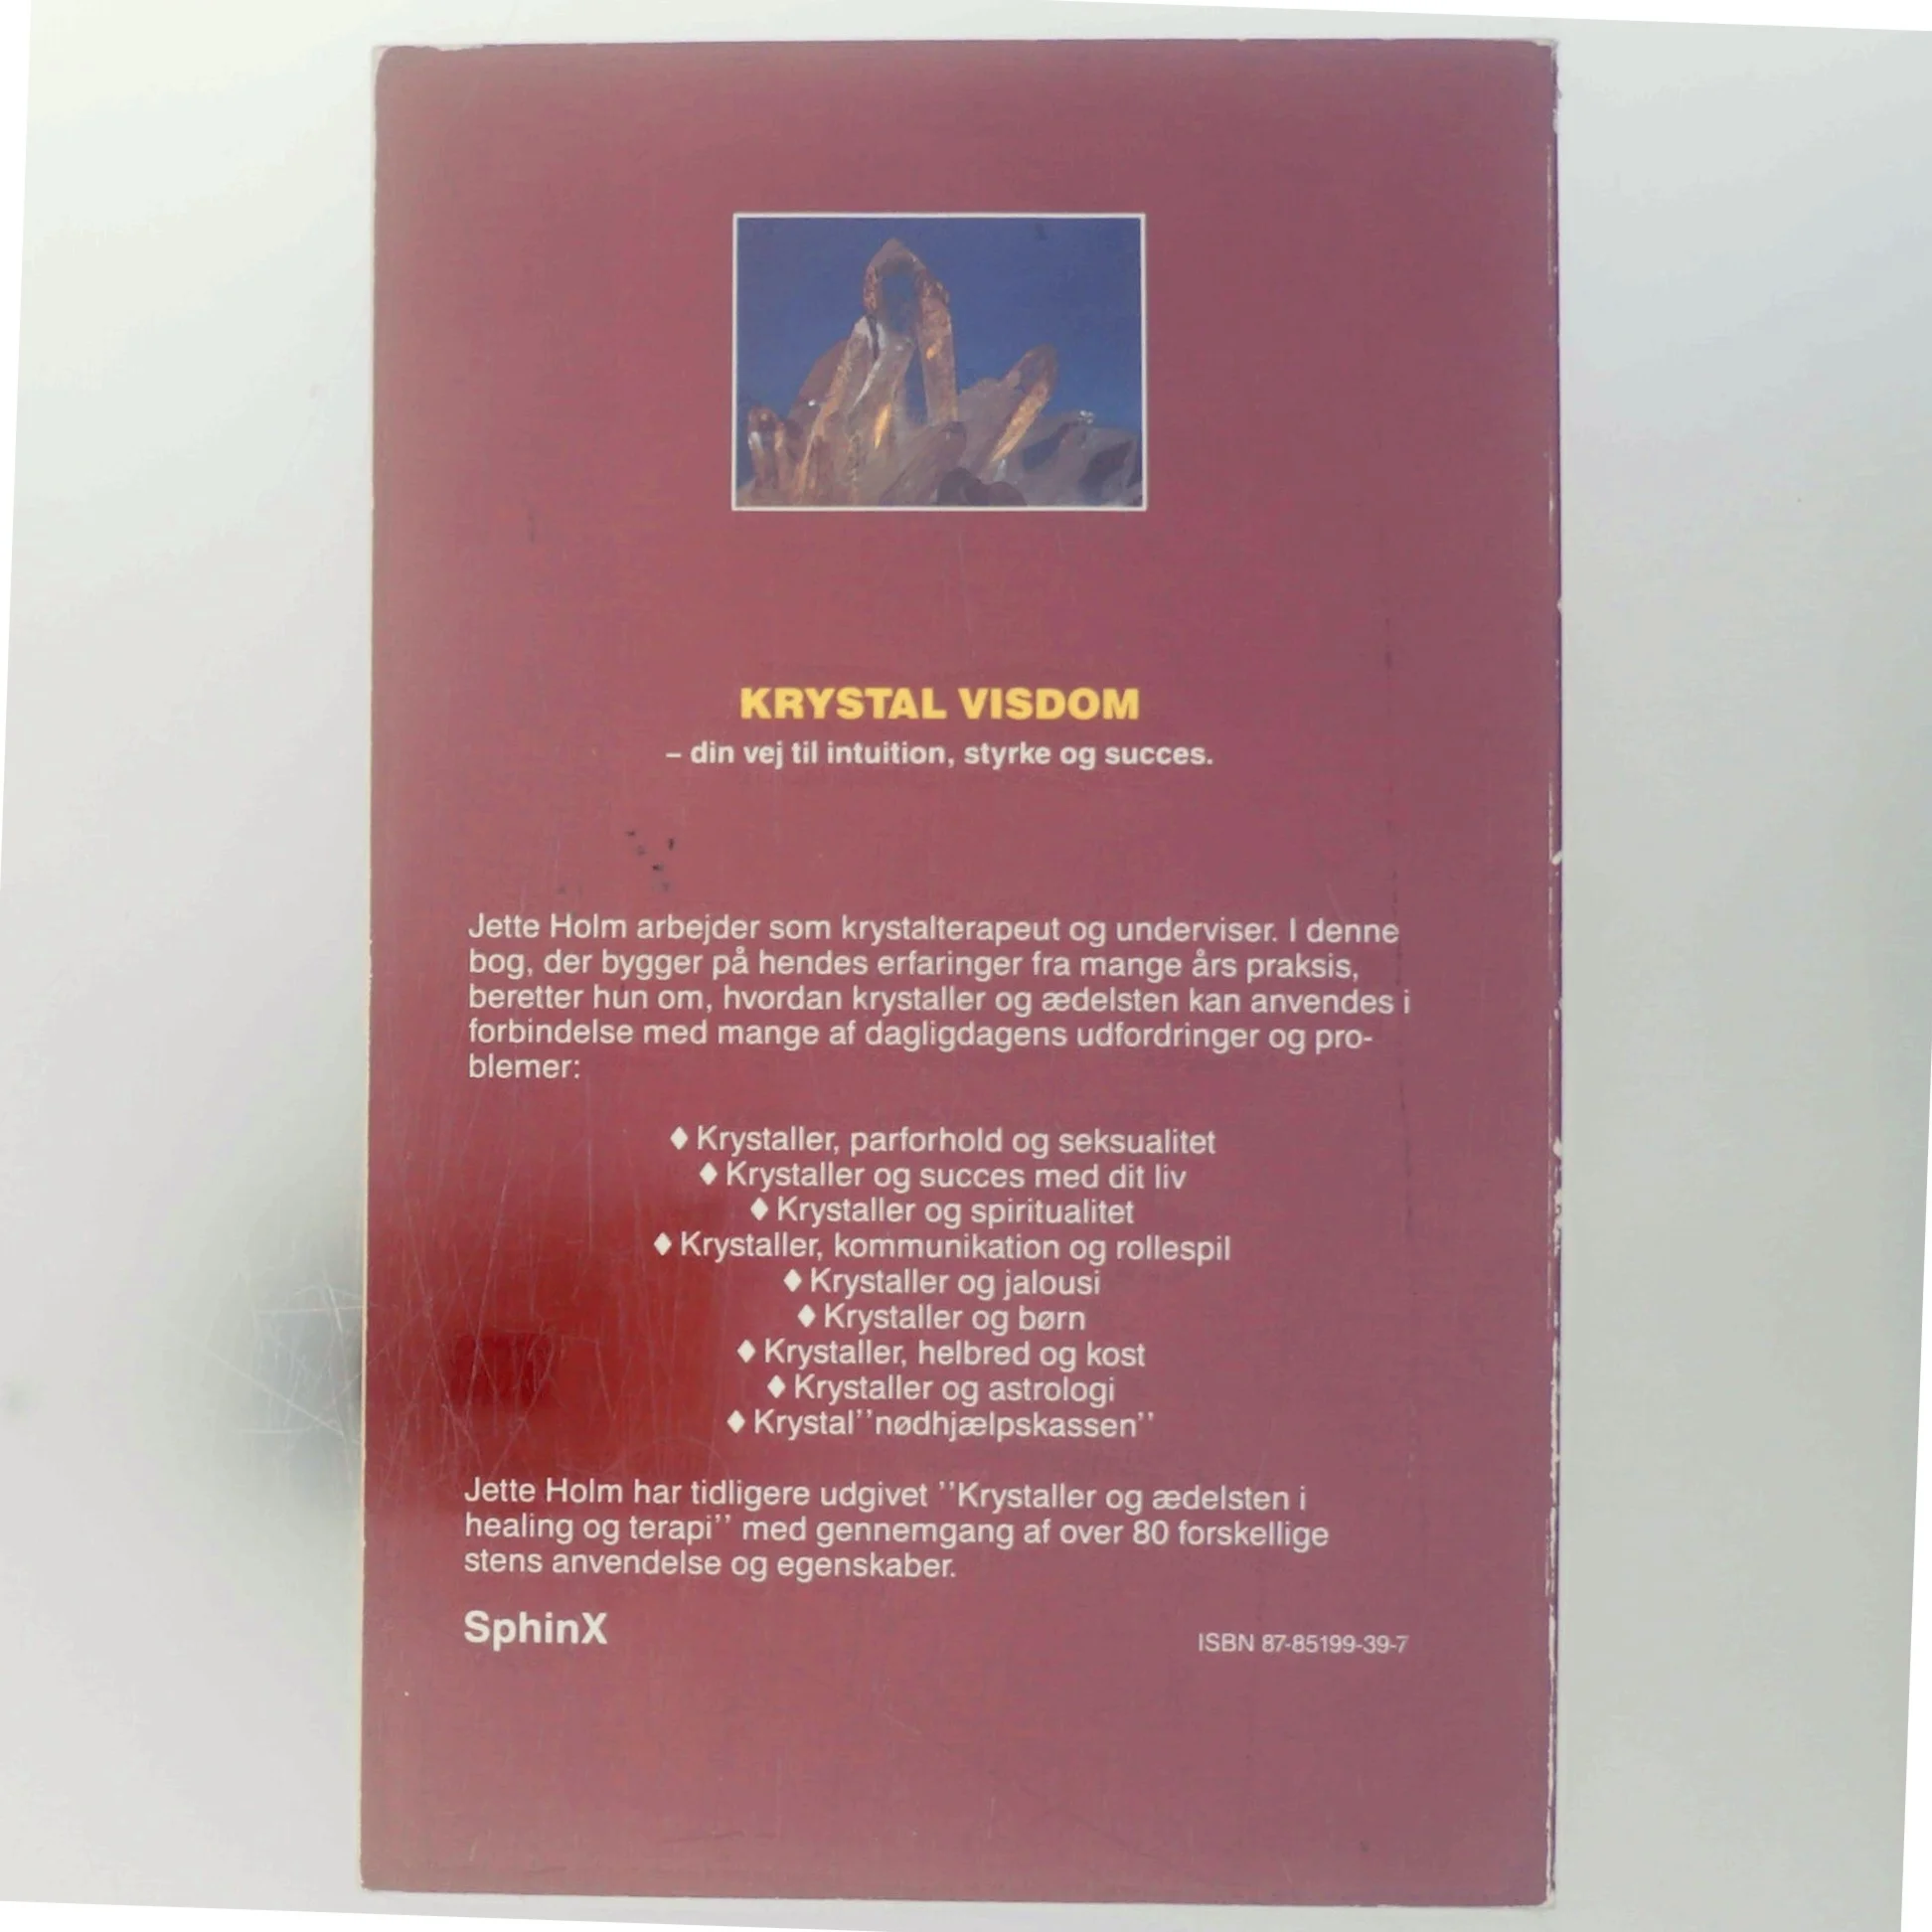 KRYSTAL VISDOM
– din vej til intuition, styrke og succes.
Jette Holm arbejder som krystalterapeut og underviser. I denne
bog, der bygger på hendes erfaringer fra mange års praksis,
beretter hun om, hvordan krystaller og ædelsten kan anvendes i
forbindelse med mange af dagligdagens udfordringer og pro-
blemer:
♦ Krystaller, parforhold og seksualitet
♦ Krystaller og succes med dit liv
♦ Krystaller og spiritualitet
♦ Krystaller, kommunikation og rollespil
♦ Krystaller og jalousi
♦ Krystaller og børn
♦ Krystaller, helbred og kost
♦ Krystaller og astrologi
♦ Krystal''nødhjælpskassen''
Jette Holm har tidligere udgivet ''Krystaller og ædelsten i
healing og terapi'' med gennemgang af over 80 forskellige
stens anvendelse og egenskaber.
SphinX
ISBN 87-85199-39-7